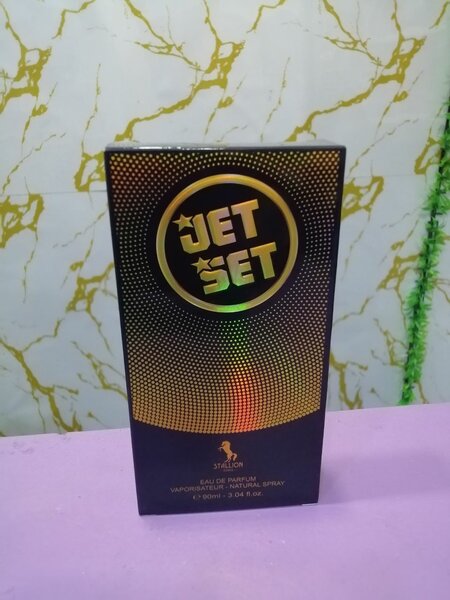 JET
SET
STALLION
EAU DE PARFUM
VAPORISATEUR - NATURAL SPRAY
℮ 90ml - 3.04 fl.oz.